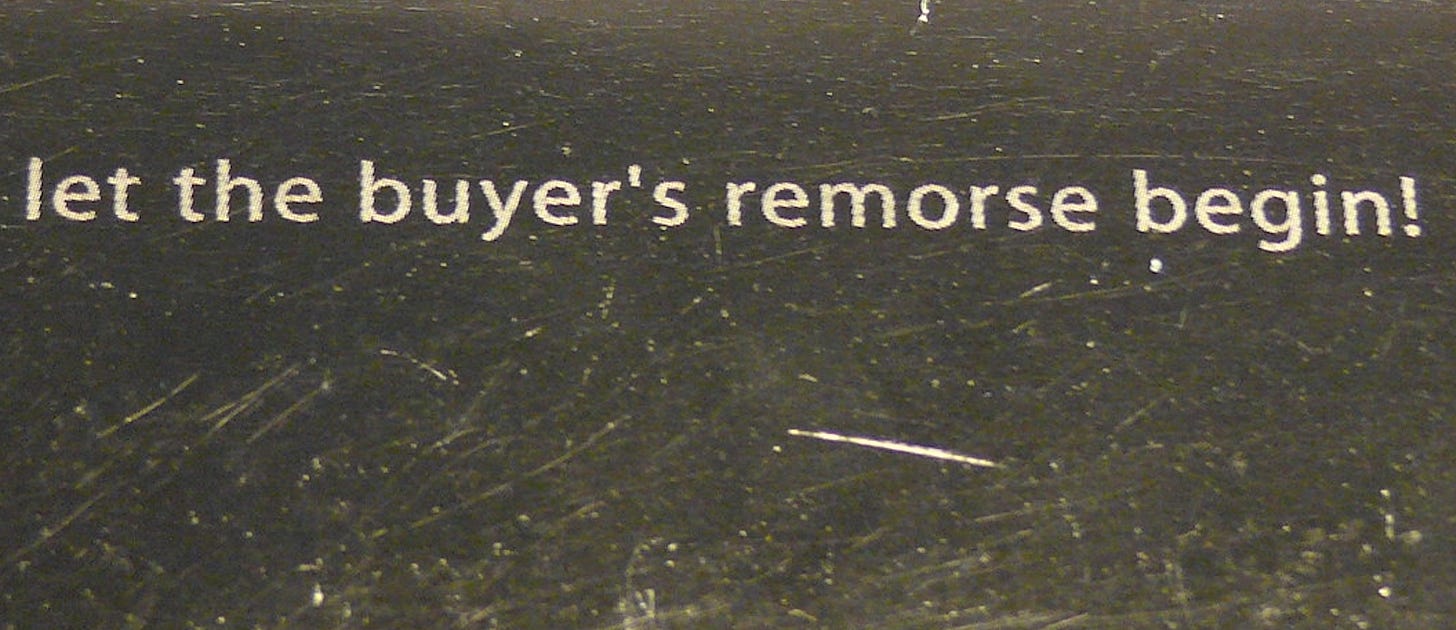 let the buyer's remorse begin!